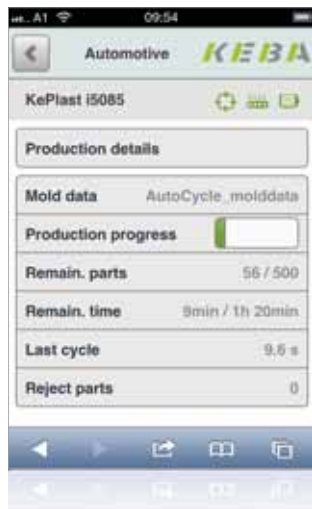 A1 09:54
Automotive KEBA
KePlast i5085
Production details
Mold data AutoCycle_molddata
Production progress
Remain. parts 56 / 500
Remain. time 9min / 1h 20min
Last cycle 9,6 s
Reject parts 0